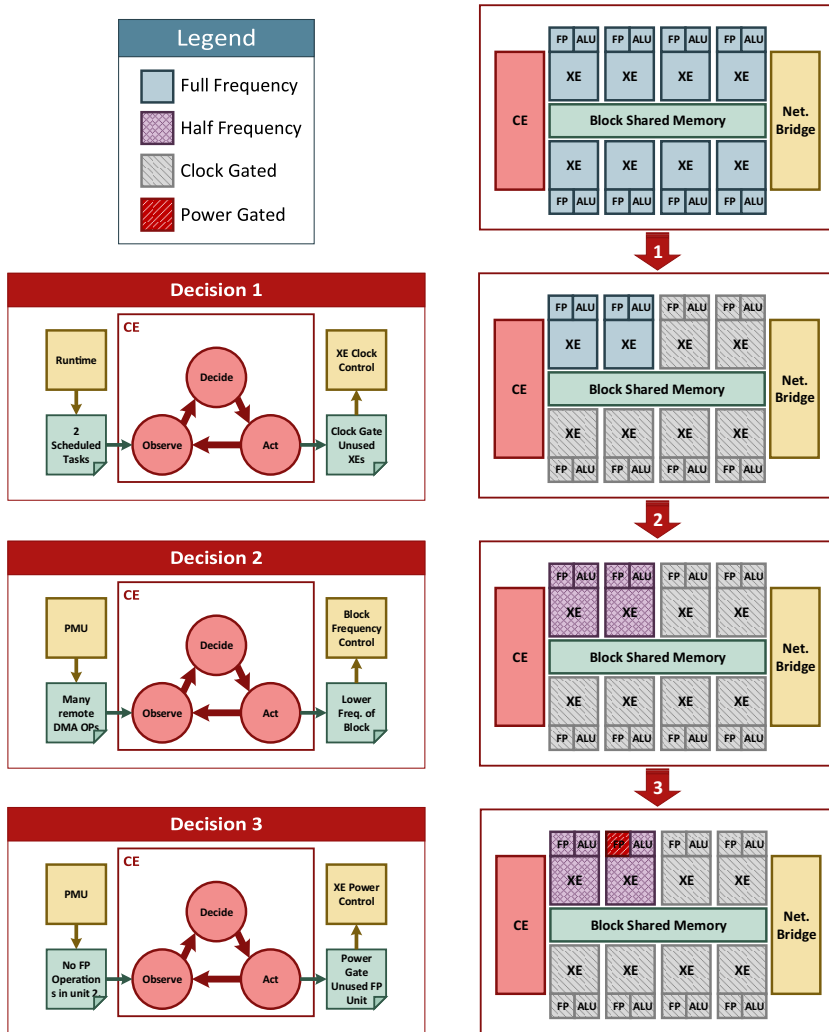 Legend
Full Frequency
Half Frequency
Clock Gated
Power Gated
FP ALU FP ALU FP ALU FP ALU
XE XE XE XE
CE
Block Shared Memory
Net.
Bridge
XE XE XE XE
FP ALU FP ALU FP ALU FP ALU
1
Decision 1
CE
Runtime
2
Scheduled
Tasks
Observe
Decide
Act
XE Clock
Control
Clock Gate
Unused
XEs
FP ALU FP ALU FP ALU FP ALU
XE XE XE XE
CE
Block Shared Memory
Net.
Bridge
XE XE XE XE
FP ALU FP ALU FP ALU FP ALU
2
Decision 2
CE
PMU
Many
remote
DMA OPs
Observe
Decide
Act
Block
Frequency
Control
Lower
Freq. of
Block
FP ALU FP ALU FP ALU FP ALU
XE XE XE XE
CE
Block Shared Memory
Net.
Bridge
XE XE XE XE
FP ALU FP ALU FP ALU FP ALU
3
Decision 3
CE
PMU
No FP
Operation
s in unit 2.
Observe
Decide
Act
XE Power
Control
Power
Gate
Unused FP
Unit
FP ALU FP ALU FP ALU FP ALU
XE XE XE XE
CE
Block Shared Memory
Net.
Bridge
XE XE XE XE
FP ALU FP ALU FP ALU FP ALU